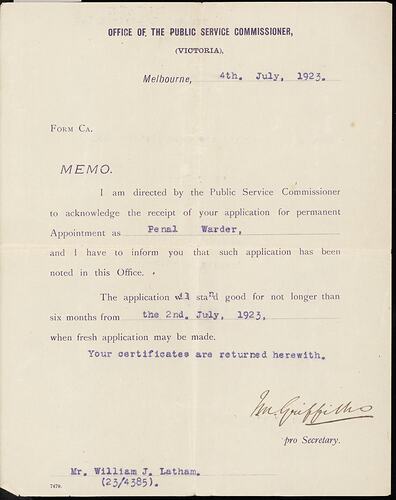 OFFICE OF THE PUBLIC SERVICE COMMISSIONER,
(VICTORIA),
Melbourne, 4th. July, 1923.
FORM CA.
MEMO.
I am directed by the Public Service Commissioner
to acknowledge the receipt of your application for permanent
Appointment as Penal Warder,
and I have to inform you that such application has been
noted in this Office.
The application will stand good for not longer than
six months from the 2nd. July, 1923,
when fresh application may be made.
Your certificates are returned herewith.
Griffiths
pro Secretary.
Mr. William J. Latham.
(23/4385).
7479.